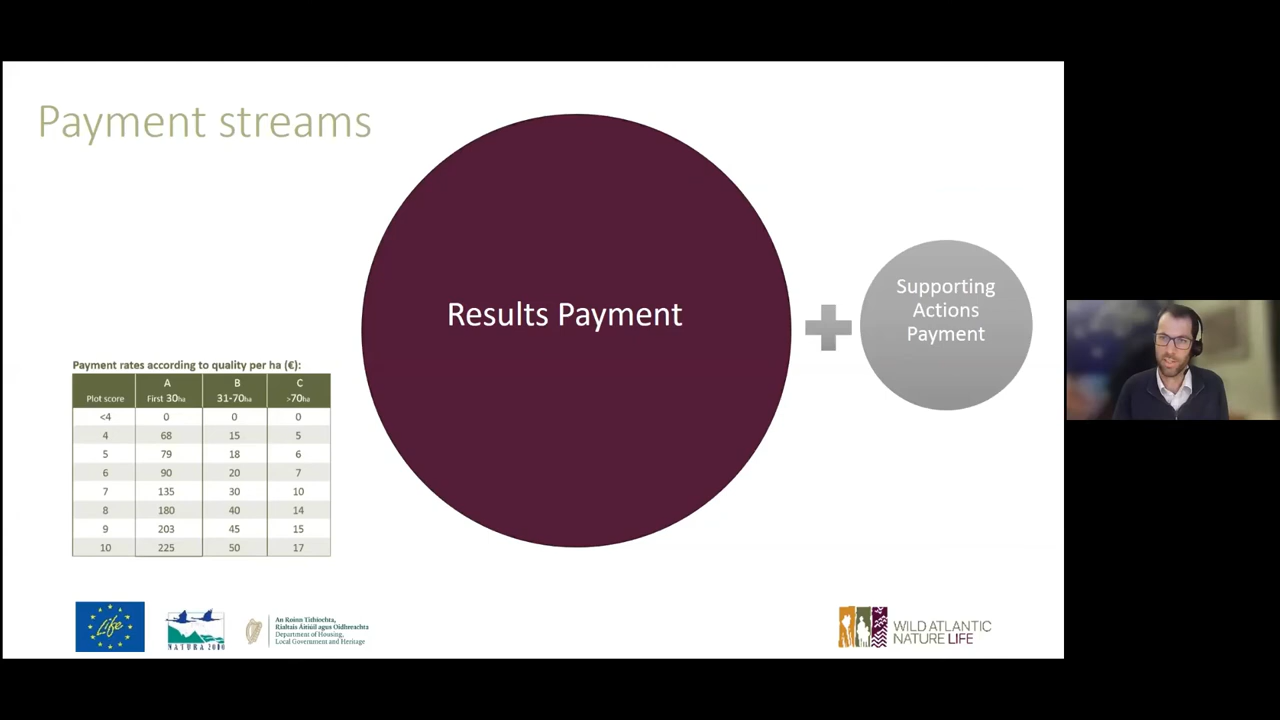 Payment streams
Results Payment
Supporting
Actions
Payment
Payment rates according to quality per ha (€):
Plot score A First 30ha B 31-70ha C >70ha
<4 0 0 0
4 68 15 5
5 79 18 6
6 90 20 7
7 135 30 10
8 180 40 14
9 203 45 15
10 225 50 17
Life
NATURA 2000
An Roinn Tithíochta,
Rialtais Áitiúil agus Oidhreachta
Department of Housing,
Local Government and Heritage
WILD ATLANTIC
NATURE LIFE